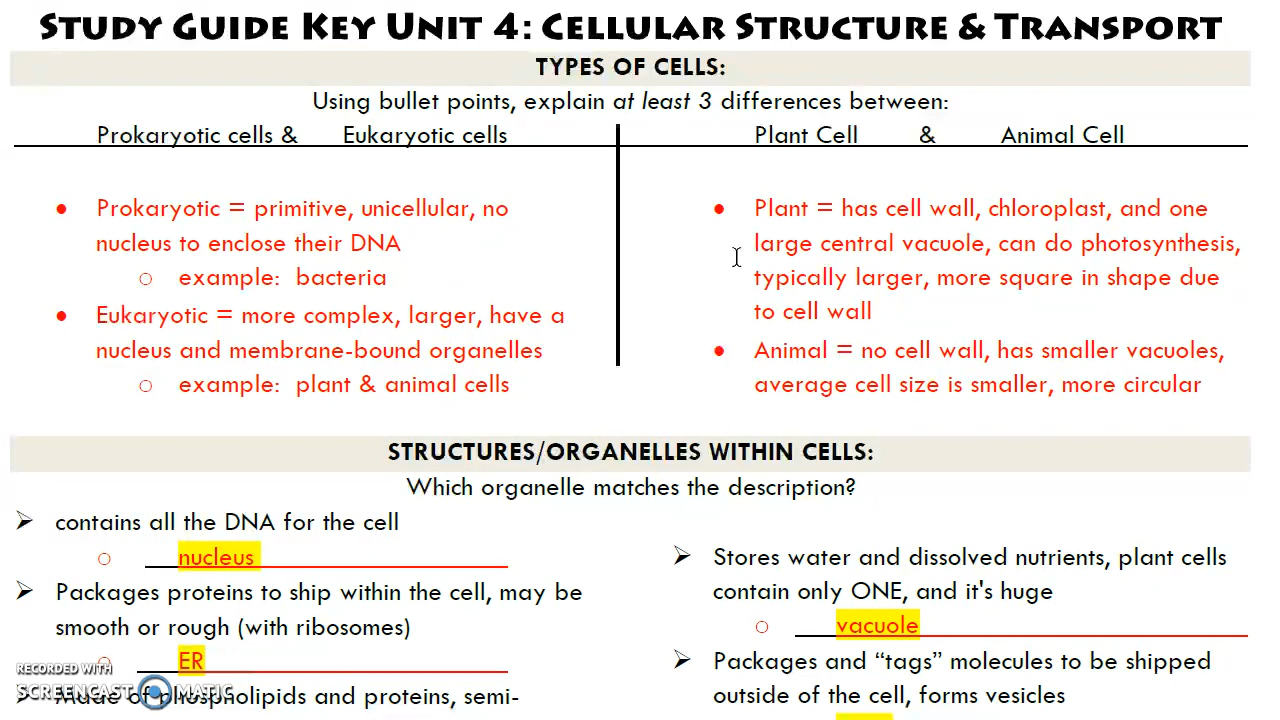 STUDY GUIDE KEY UNIT 4: CELLULAR STRUCTURE & TRANSPORT
TYPES OF CELLS:
Using bullet points, explain at least 3 differences between:
Prokaryotic cells & Eukaryotic cells
• Prokaryotic = primitive, unicellular, no
nucleus to enclose their DNA
○ example: bacteria
• Eukaryotic = more complex, larger, have a
nucleus and membrane-bound organelles
○ example: plant & animal cells
Plant Cell & Animal Cell
• Plant = has cell wall, chloroplast, and one
large central vacuole, can do photosynthesis,
typically larger, more square in shape due
to cell wall
• Animal = no cell wall, has smaller vacuoles,
average cell size is smaller, more circular
STRUCTURES/ORGANELLES WITHIN CELLS:
Which organelle matches the description?
➢ contains all the DNA for the cell
○ nucleus
➢ Packages proteins to ship within the cell, may be
smooth or rough (with ribosomes)
○ ER
➢ Made of phospholipids and proteins, semi-
➢ Stores water and dissolved nutrients, plant cells
contain only ONE, and it's huge
○ vacuole
➢ Packages and “tags” molecules to be shipped
outside of the cell, forms vesicles
RECORDED WITH
SCREENCAST MATIC